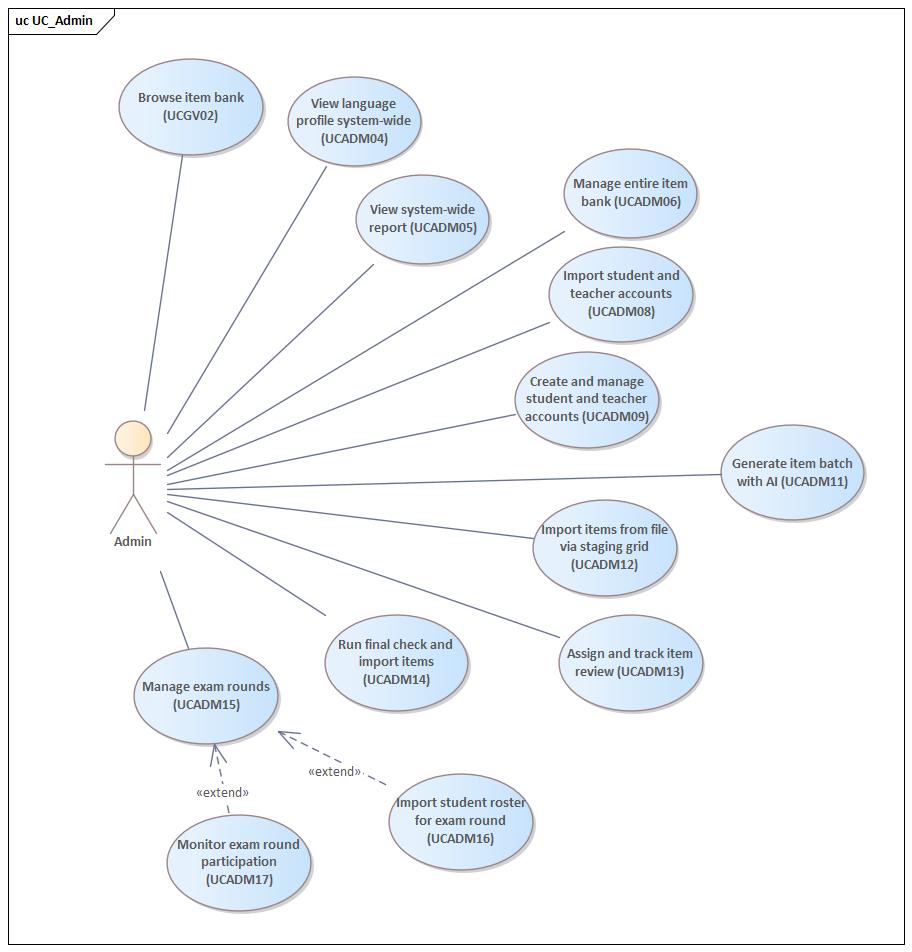 uc UC_Admin
Browse item bank
(UCGV02)
View language
profile system-wide
(UCADM04)
View system-wide
report (UCADM05)
Manage entire item
bank (UCADM06)
Import student and
teacher accounts
(UCADM08)
Create and manage
student and teacher
accounts (UCADM09)
Generate item batch
with AI (UCADM11)
Import items from file
via staging grid
(UCADM12)
Admin
Assign and track item
review (UCADM13)
Run final check and
import items
(UCADM14)
Manage exam rounds
(UCADM15)
«extend»
«extend»
Import student roster
for exam round
(UCADM16)
Monitor exam round
participation
(UCADM17)